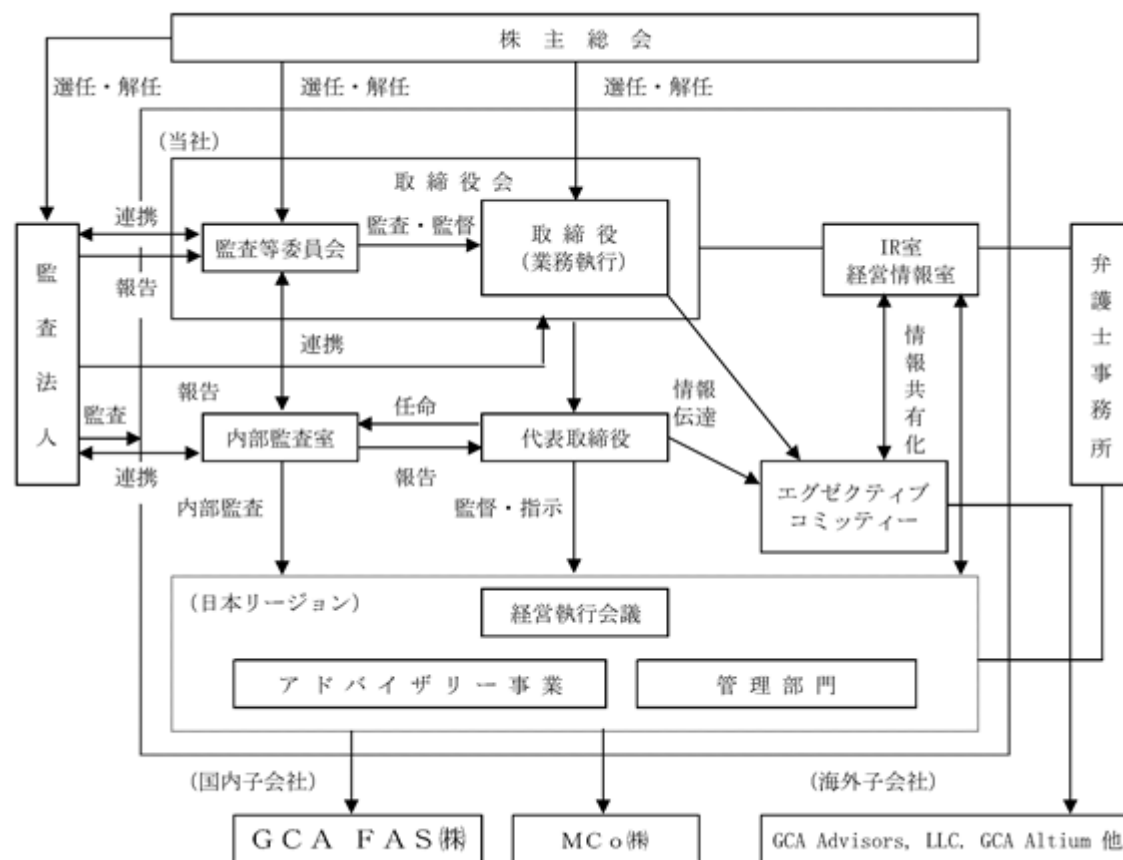 株主総会
選任・解任
選任・解任
選任・解任
(当社)
取締役会
連携
監査等委員会
監査・監督
取締役
(業務執行)
IR室
経営情報室
監査法人
弁護士事務所
報告
連携
情報共有化
報告
任命
情報
伝達
監査
内部監査室
代表取締役
連携
報告
内部監査
監督・指示
エグゼクティブ
コミッティー
(日本リージョン)
経営執行会議
アドバイザリー事業
管理部門
(国内子会社)
(海外子会社)
GCA FAS㈱
MCo㈱
GCA Advisors, LLC, GCA Altium 他